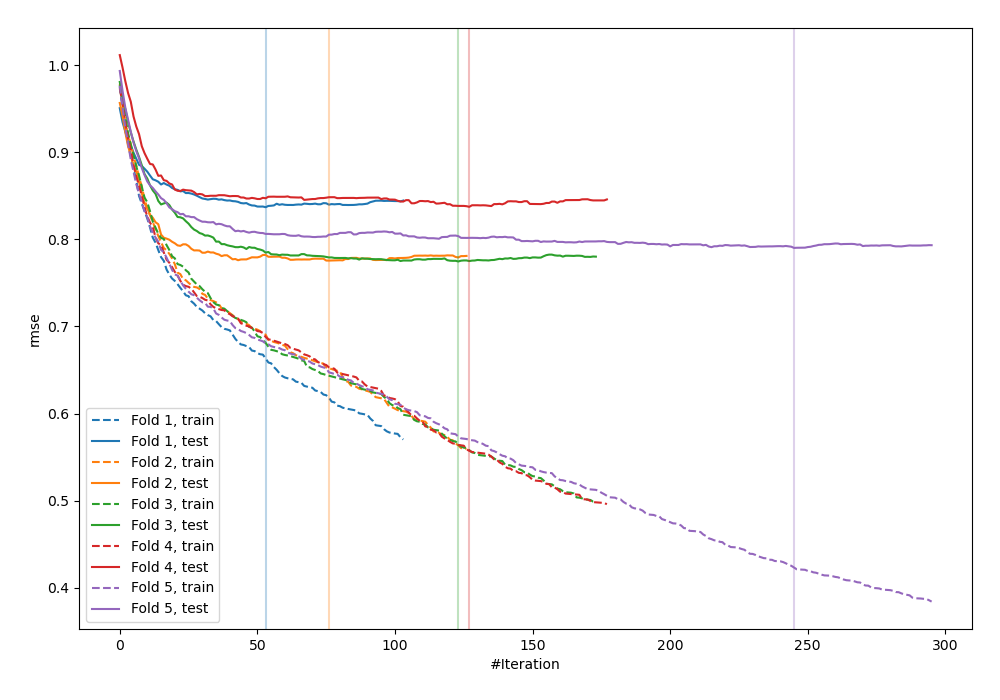 1.0
0.9
0.8
0.7
0.6
0.5
0.4
rmse
Fold 1, train
Fold 1, test
Fold 2, train
Fold 2, test
Fold 3, train
Fold 3, test
Fold 4, train
Fold 4, test
Fold 5, train
Fold 5, test
0 50 100 150 200 250 300
#Iteration